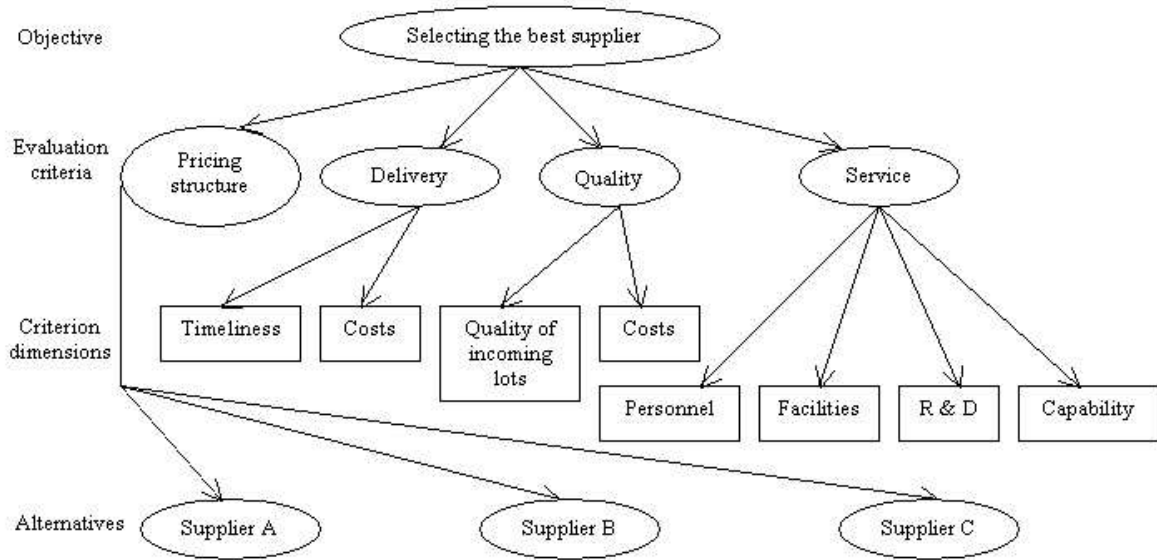 Objective
Selecting the best supplier
Evaluation
criteria
Pricing
structure
Delivery
Quality
Service
Criterion
dimensions
Timeliness
Costs
Quality of
incoming
lots
Costs
Personnel
Facilities
R & D
Capability
Alternatives
Supplier A
Supplier B
Supplier C